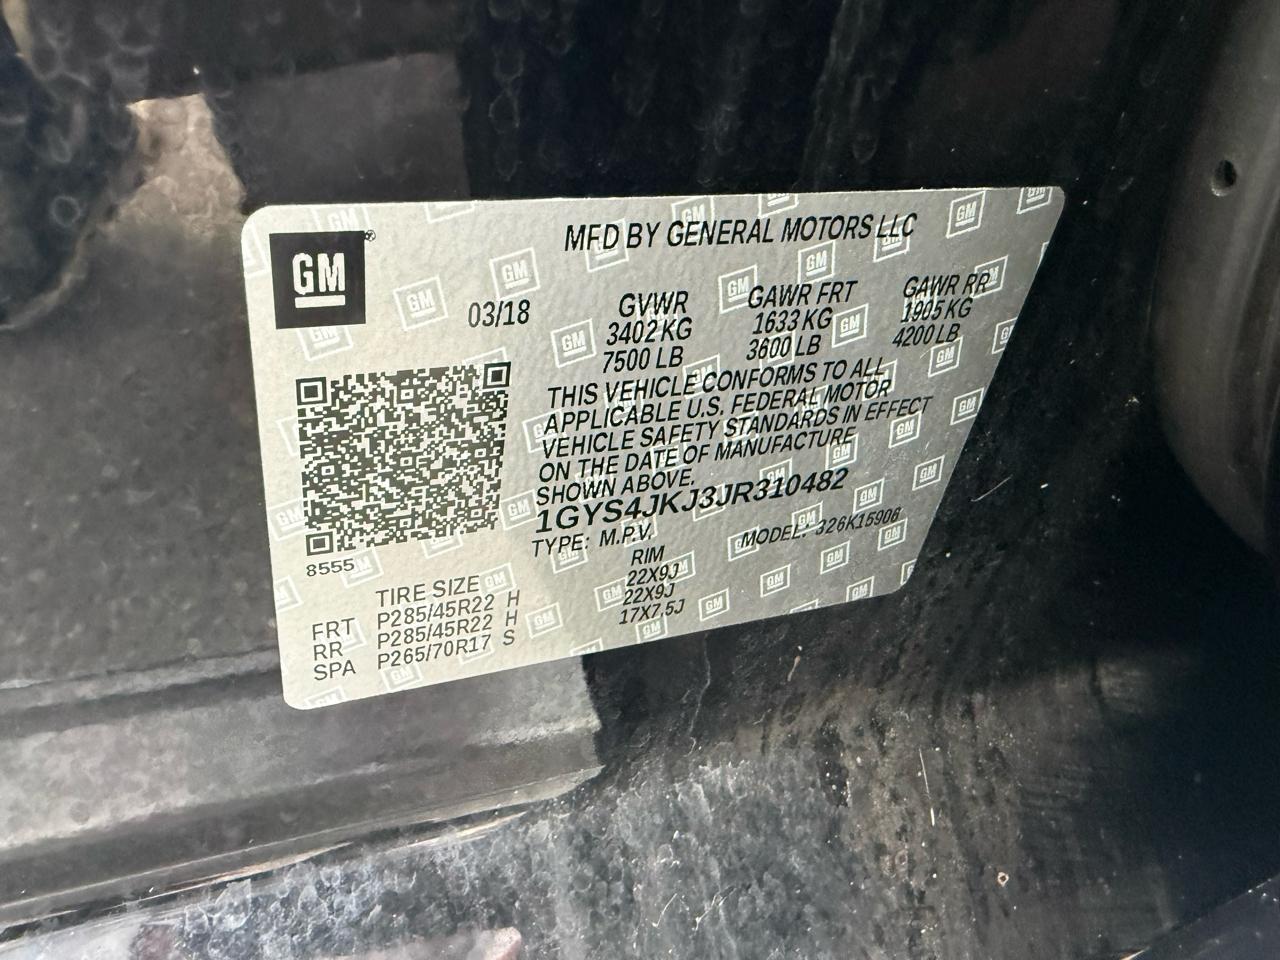 GM
MFD BY GENERAL MOTORS LLC
03/18 GVWR GAWR FRT GAWR RR
3402 KG 1633 KG 1905 KG
7500 LB 3600 LB 4200 LB
THIS VEHICLE CONFORMS TO ALL
APPLICABLE U.S. FEDERAL MOTOR
VEHICLE SAFETY STANDARDS IN EFFECT
ON THE DATE OF MANUFACTURE
SHOWN ABOVE.
1GYS4JKJ3JR310482
TYPE: M.P.V. MODEL: 326K15906
8555
TIRE SIZE RIM
FRT P285/45R22 H 22X9J
RR P285/45R22 H 22X9J
SPA P265/70R17 S 17X7.5J